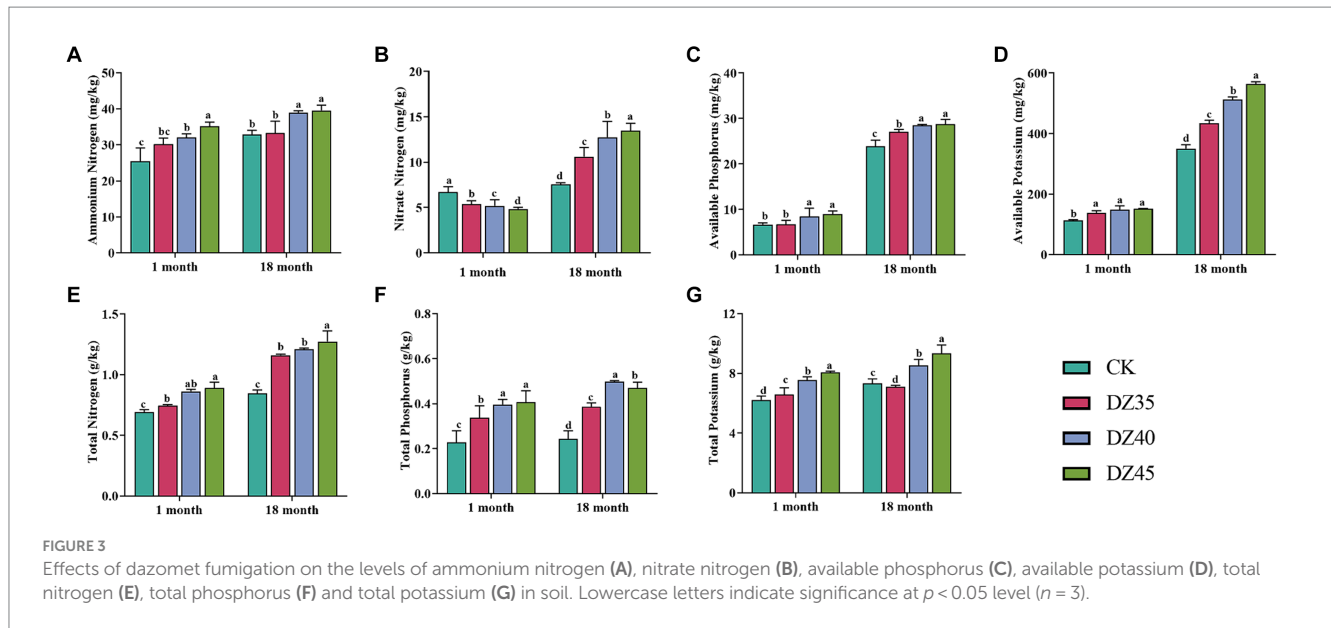 A
Ammonium Nitrogen (mg/kg)
50
40
30
20
10
0
c
bc
b
a
b
b
a
a
1 month
18 month
B
Nitrate Nitrogen (mg/kg)
20
15
10
5
0
a
b
c
d
d
c
b
a
1 month
18 month
C
Available Phosphorus (mg/kg)
40
30
20
10
0
b
b
a
a
c
b
a
a
1 month
18 month
D
Available Potassium (mg/kg)
600
400
200
0
b
a
a
a
d
c
b
a
1 month
18 month
E
Total Nitrogen (g/kg)
1.5
1.0
0.5
0.0
c
b
ab
a
c
b
b
a
1 month
18 month
F
Total Phosphorus (g/kg)
0.8
0.6
0.4
0.2
0.0
c
b
a
a
d
c
a
b
1 month
18 month
G
Total Potassium (g/kg)
12
8
4
0
d
c
b
a
c
d
b
a
1 month
18 month
CK
DZ35
DZ40
DZ45
FIGURE 3
Effects of dazomet fumigation on the levels of ammonium nitrogen (A), nitrate nitrogen (B), available phosphorus (C), available potassium (D), total
nitrogen (E), total phosphorus (F) and total potassium (G) in soil. Lowercase letters indicate significance at p < 0.05 level (n = 3).